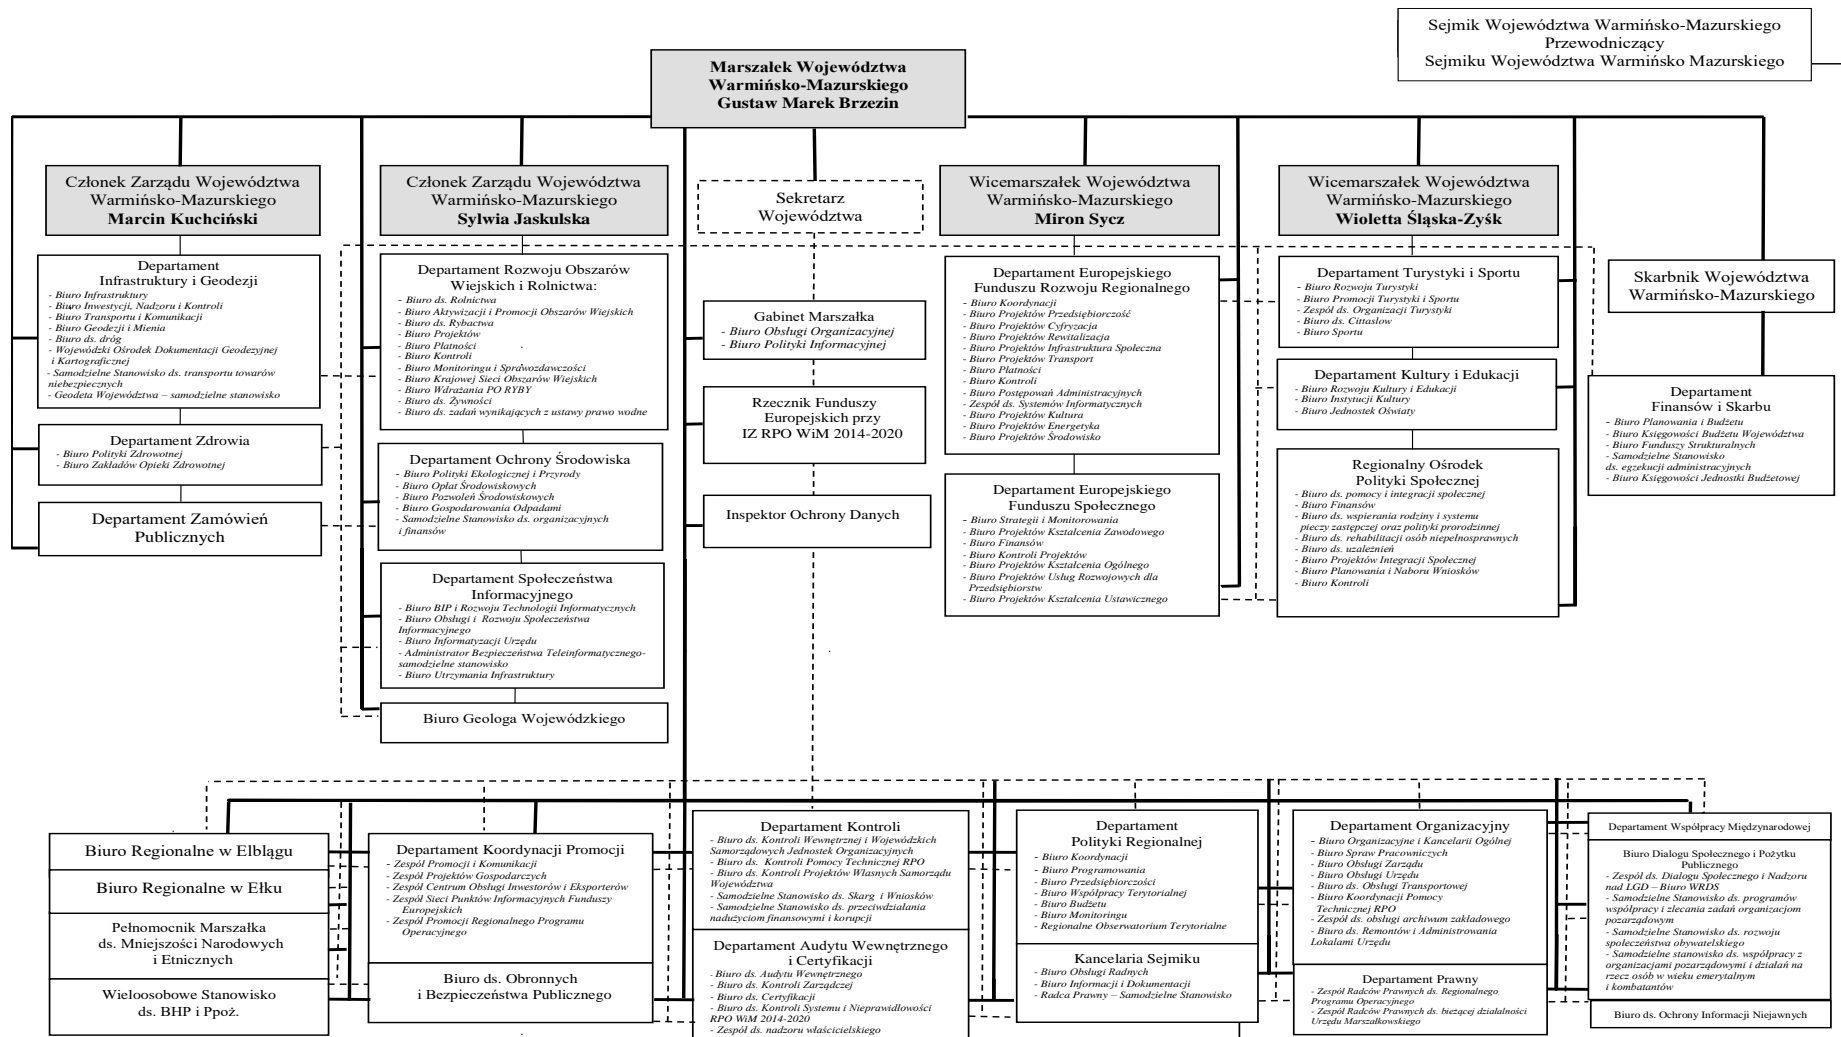 Sejmik Województwa Warmińsko-Mazurskiego
Przewodniczący
Sejmiku Województwa Warmińsko Mazurskiego
Marszałek Województwa
Warmińsko-Mazurskiego
Gustaw Marek Brzezin
Członek Zarządu Województwa
Warmińsko-Mazurskiego
Marcin Kuchciński
Członek Zarządu Województwa
Warmińsko-Mazurskiego
Sylwia Jaskulska
Sekretarz
Województwa
Wicemarszałek Województwa
Warmińsko-Mazurskiego
Miron Sycz
Wicemarszałek Województwa
Warmińsko-Mazurskiego
Wioletta Śląska-Zyśk
Skarbnik Województwa
Warmińsko-Mazurskiego
Departament
Infrastruktury i Geodezji
- Biuro Infrastruktury
- Biuro Inwestycji, Nadzoru i Kontroli
- Biuro Transportu i Komunikacji
- Biuro Geodezji i Mienia
- Biuro ds. dróg
- Wojewódzki Ośrodek Dokumentacji Geodezyjnej
i Kartograficznej
- Samodzielne Stanowisko ds. transportu towarów
niebezpiecznych
- Geodeta Województwa – samodzielne stanowisko
Departament Zdrowia
- Biuro Polityki Zdrowotnej
- Biuro Zakładów Opieki Zdrowotnej
Departament Zamówień
Publicznych
Departament Rozwoju Obszarów
Wiejskich i Rolnictwa:
- Biuro ds. Rolnictwa
- Biuro Aktywizacji i Promocji Obszarów Wiejskich
- Biuro ds. Rybactwa
- Biuro Projektów
- Biuro Płatności
- Biuro Kontroli
- Biuro Monitoringu i Sprawozdawczości
- Biuro Krajowej Sieci Obszarów Wiejskich
- Biuro Wdrażania PO RYBY
- Biuro ds. Żywności
- Biuro ds. zadań wynikających z ustawy prawo wodne
Departament Ochrony Środowiska
- Biuro Polityki Ekologicznej i Przyrody
- Biuro Opłat Środowiskowych
- Biuro Pozwoleń Środowiskowych
- Biuro Gospodarowania Odpadami
- Samodzielne Stanowisko ds. organizacyjnych
i finansów
Departament Społeczeństwa
Informacyjnego
- Biuro BIP i Rozwoju Technologii Informatycznych
- Biuro Obsługi i Rozwoju Społeczeństwa
Informacyjnego
- Biuro Informatyzacji Urzędu
- Administrator Bezpieczeństwa Teleinformatycznego-
samodzielne stanowisko
- Biuro Utrzymania Infrastruktury
Biuro Geologa Wojewódzkiego
Gabinet Marszałka
- Biuro Obsługi Organizacyjnej
- Biuro Polityki Informacyjnej
Rzecznik Funduszy
Europejskich przy
IZ RPO WiM 2014-2020
Inspektor Ochrony Danych
Departament Europejskiego
Funduszu Rozwoju Regionalnego
- Biuro Koordynacji
- Biuro Projektów Przedsiębiorczość
- Biuro Projektów Cyfryzacja
- Biuro Projektów Rewitalizacja
- Biuro Projektów Infrastruktura Społeczna
- Biuro Projektów Transport
- Biuro Płatności
- Biuro Kontroli
- Biuro Postępowań Administracyjnych
- Zespół ds. Systemów Informatycznych
- Biuro Projektów Kultura
- Biuro Projektów Energetyka
- Biuro Projektów Środowisko
Departament Europejskiego
Funduszu Społecznego
- Biuro Strategii i Monitorowania
- Biuro Projektów Kształcenia Zawodowego
- Biuro Finansów
- Biuro Kontroli Projektów
- Biuro Projektów Kształcenia Ogólnego
- Biuro Projektów Usług Rozwojowych dla
Przedsiębiorstw
- Biuro Projektów Kształcenia Ustawicznego
Departament Turystyki i Sportu
- Biuro Rozwoju Turystyki
- Biuro Promocji Turystyki i Sportu
- Zespół ds. Organizacji Turystyki
- Biuro ds. Cittaslow
- Biuro Sportu
Departament Kultury i Edukacji
- Biuro Rozwoju Kultury i Edukacji
- Biuro Instytucji Kultury
- Biuro Jednostek Oświaty
Regionalny Ośrodek
Polityki Społecznej
- Biuro ds. pomocy i integracji społecznej
- Biuro Finansów
- Biuro ds. wspierania rodziny i systemu
pieczy zastępczej oraz polityki prorodzinnej
- Biuro ds. rehabilitacji osób niepełnosprawnych
- Biuro ds. uzależnień
- Biuro Projektów Integracji Społecznej
- Biuro Planowania i Naboru Wniosków
- Biuro Kontroli
Departament
Finansów i Skarbu
- Biuro Planowania i Budżetu
- Biuro Księgowości Budżetu Województwa
- Biuro Funduszy Strukturalnych
- Samodzielne Stanowisko
ds. egzekucji administracyjnych
- Biuro Księgowości Jednostki Budżetowej
Biuro Regionalne w Elblągu
Biuro Regionalne w Ełku
Pełnomocnik Marszałka
ds. Mniejszości Narodowych
i Etnicznych
Wieloosobowe Stanowisko
ds. BHP i Ppoż.
Departament Koordynacji Promocji
- Zespół Promocji i Komunikacji
- Zespół Projektów Gospodarczych
- Zespół Centrum Obsługi Inwestorów i Eksporterów
- Zespół Sieci Punktów Informacyjnych Funduszy
Europejskich
- Zespół Promocji Regionalnego Programu
Operacyjnego
Biuro ds. Obronnych
i Bezpieczeństwa Publicznego
Departament Kontroli
- Biuro ds. Kontroli Wewnętrznej i Wojewódzkich
Samorządowych Jednostek Organizacyjnych
- Biuro ds. Kontroli Pomocy Technicznej RPO
- Biuro ds. Kontroli Projektów Własnych Samorządu
Województwa
- Samodzielne Stanowisko ds. Skarg i Wniosków
- Samodzielne Stanowisko ds. przeciwdziałania
nadużyciom finansowymi i korupcji
Departament Audytu Wewnętrznego
i Certyfikacji
- Biuro ds. Audytu Wewnętrznego
- Biuro ds. Kontroli Zarządczej
- Biuro ds. Certyfikacji
- Biuro ds. Kontroli Systemu i Nieprawidłowości
RPO WiM 2014-2020
- Zespół ds. nadzoru właścicielskiego
Departament
Polityki Regionalnej
- Biuro Koordynacji
- Biuro Programowania
- Biuro Przedsiębiorczości
- Biuro Współpracy Terytorialnej
- Biuro Budżetu
- Biuro Monitoringu
- Regionalne Obserwatorium Terytorialne
Kancelaria Sejmiku
- Biuro Obsługi Radnych
- Biuro Informacji i Dokumentacji
- Radca Prawny – Samodzielne Stanowisko
Departament Organizacyjny
- Biuro Organizacyjne i Kancelarii Ogólnej
- Biuro Spraw Pracowniczych
- Biuro Obsługi Zarządu
- Biuro Obsługi Urzędu
- Biuro ds. Obsługi Transportowej
- Biuro Koordynacji Pomocy
Technicznej RPO
- Zespół ds. obsługi archiwum zakładowego
- Biuro ds. Remontów i Administrowania
Lokalami Urzędu
Departament Prawny
- Zespół Radców Prawnych ds. Regionalnego
Programu Operacyjnego
- Zespół Radców Prawnych ds. bieżącej działalności
Urzędu Marszałkowskiego
Departament Współpracy Międzynarodowej
Biuro Dialogu Społecznego i Pożytku
Publicznego
- Zespół ds. Dialogu Społecznego i Nadzoru
nad LGD – Biuro WRDS
- Samodzielne Stanowisko ds. programów
współpracy i zlecania zadań organizacjom
pozarządowym
- Samodzielne Stanowisko ds. rozwoju
społeczeństwa obywatelskiego
- Samodzielne stanowisko ds. współpracy z
organizacjami pozarządowymi i działań na
rzecz osób w wieku emerytalnym
i kombatantów
Biuro ds. Ochrony Informacji Niejawnych